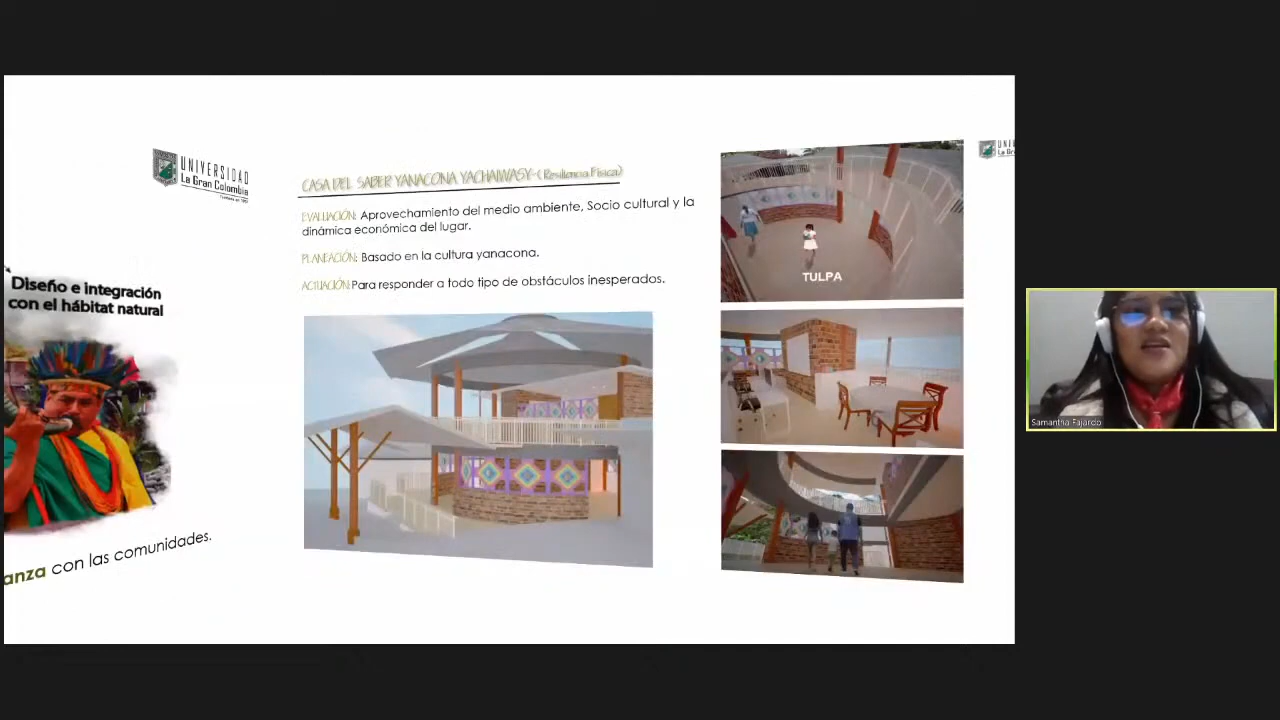 UNIVERSIDAD
La Gran Colombia
Diseño e integración
con el hábitat natural
anza con las comunidades.
CASA DEL SABER YANACONA YACHAIWASY-( Resiliencia Física)
EVALUACIÓN: Aprovechamiento del medio ambiente, Socio cultural y la
dinámica económica del lugar.
PLANEACIÓN: Basado en la cultura yanacona.
ACTUACIÓN:Para responder a todo tipo de obstáculos inesperados.
TULPA
Samantha Fajardo